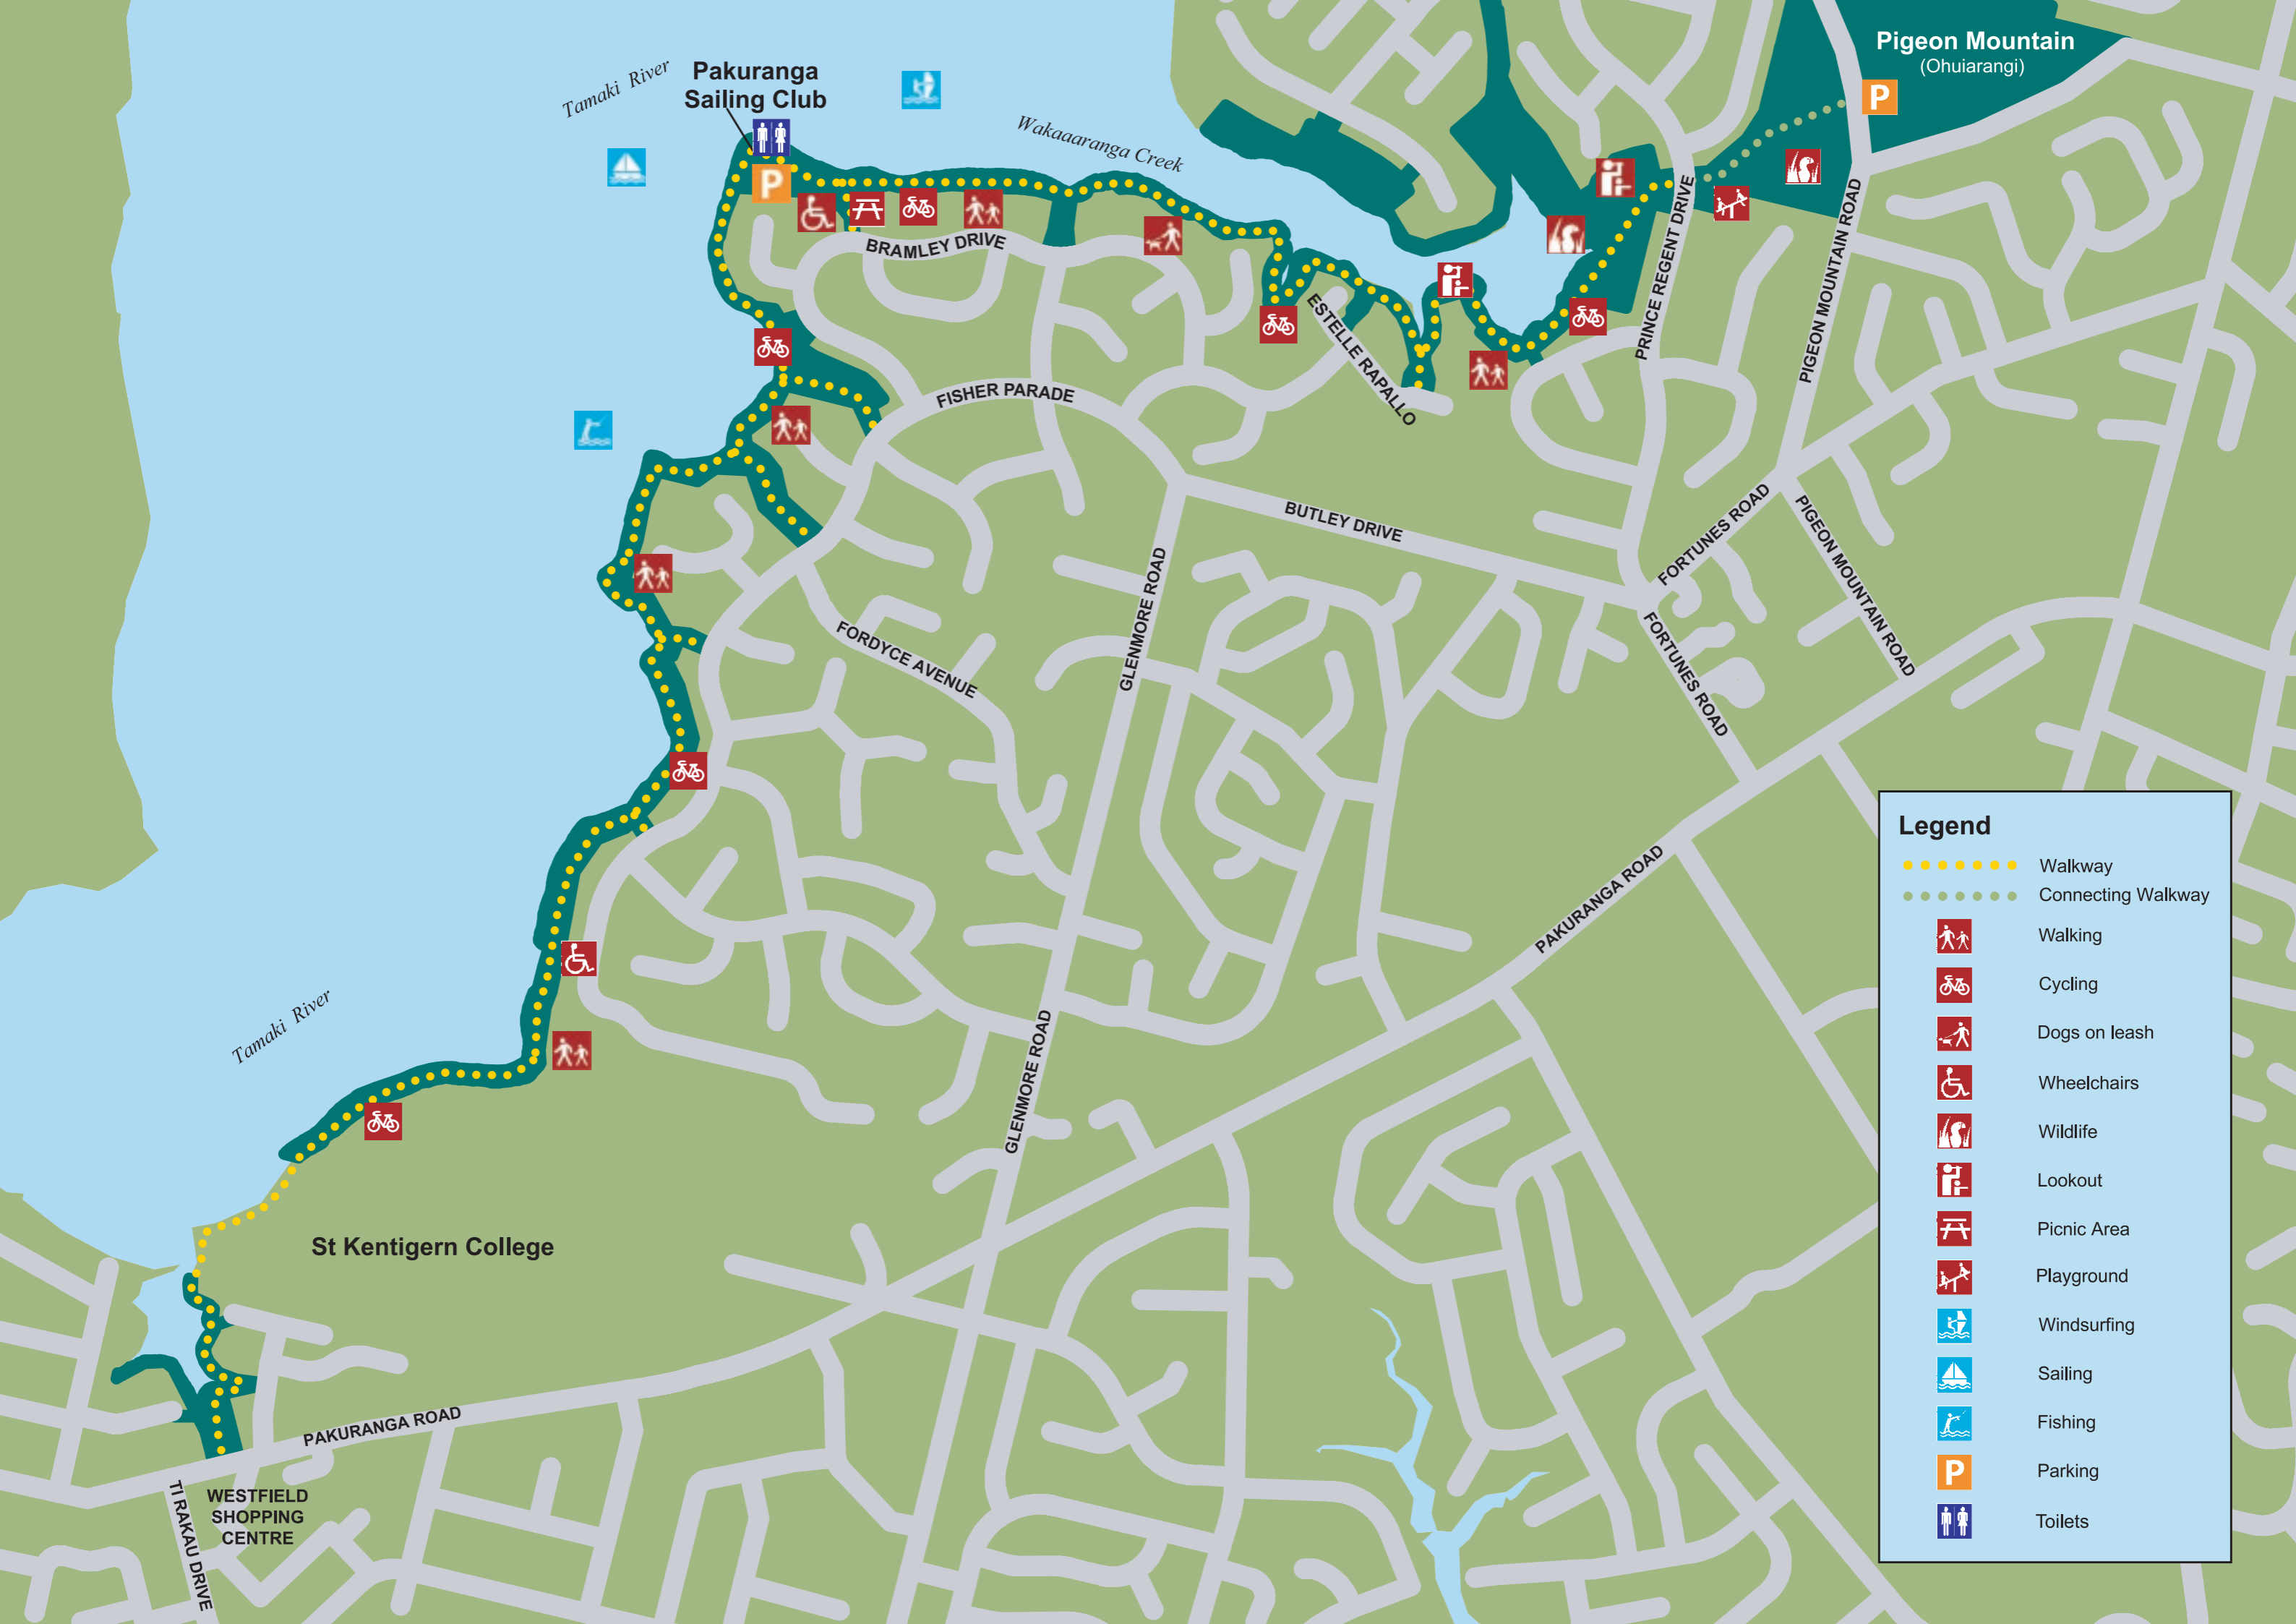 Pigeon Mountain
(Ohuiarangi)
P
Tamaki River
Pakuranga
Sailing Club
P
Wakaaaranga Creek
BRAMLEY DRIVE
ESTELLE RAPALLO
PRINCE REGENT DRIVE
PIGEON MOUNTAIN ROAD
FISHER PARADE
BUTLEY DRIVE
FORTUNES ROAD
PIGEON MOUNTAIN ROAD
GLENMORE ROAD
FORDYCE AVENUE
FORTUNES ROAD
PAKURANGA ROAD
Tamaki River
GLENMORE ROAD
St Kentigern College
PAKURANGA ROAD
TI RAKAU DRIVE
WESTFIELD
SHOPPING
CENTRE
Legend
Walkway
Connecting Walkway
Walking
Cycling
Dogs on leash
Wheelchairs
Wildlife
Lookout
Picnic Area
Playground
Windsurfing
Sailing
Fishing
P Parking
Toilets